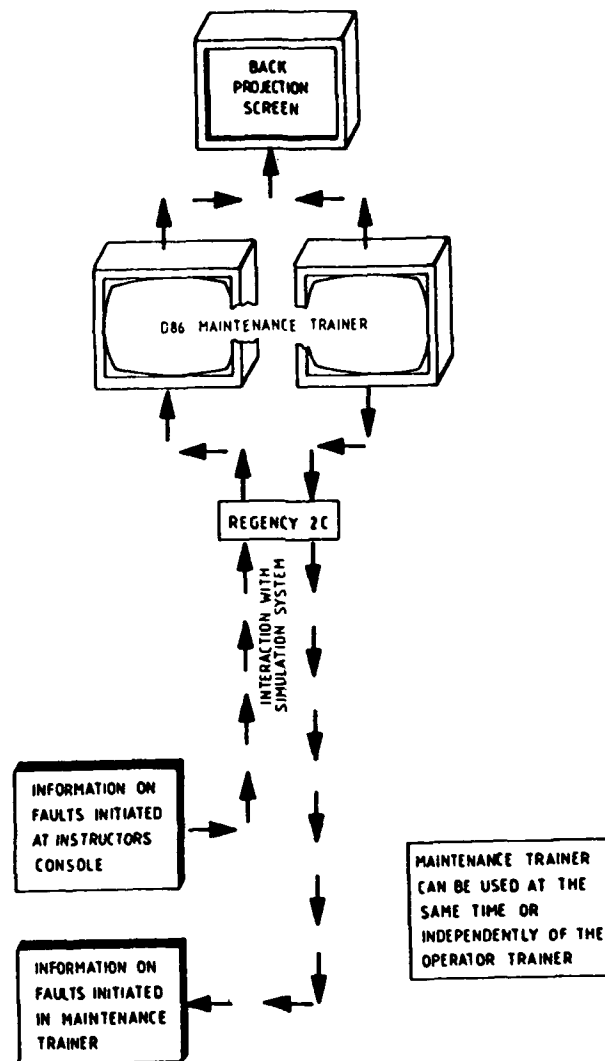 BACK
PROJECTION
SCREEN
D86 MAINTENANCE TRAINER
REGENCY 2C
INTERACTION WITH
SIMULATION SYSTEM
INFORMATION ON
FAULTS INITIATED
AT INSTRUCTORS
CONSOLE
MAINTENANCE TRAINER
CAN BE USED AT THE
SAME TIME OR
INDEPENDENTLY OF THE
OPERATOR TRAINER
INFORMATION ON
FAULTS INITIATED
IN MAINTENANCE
TRAINER